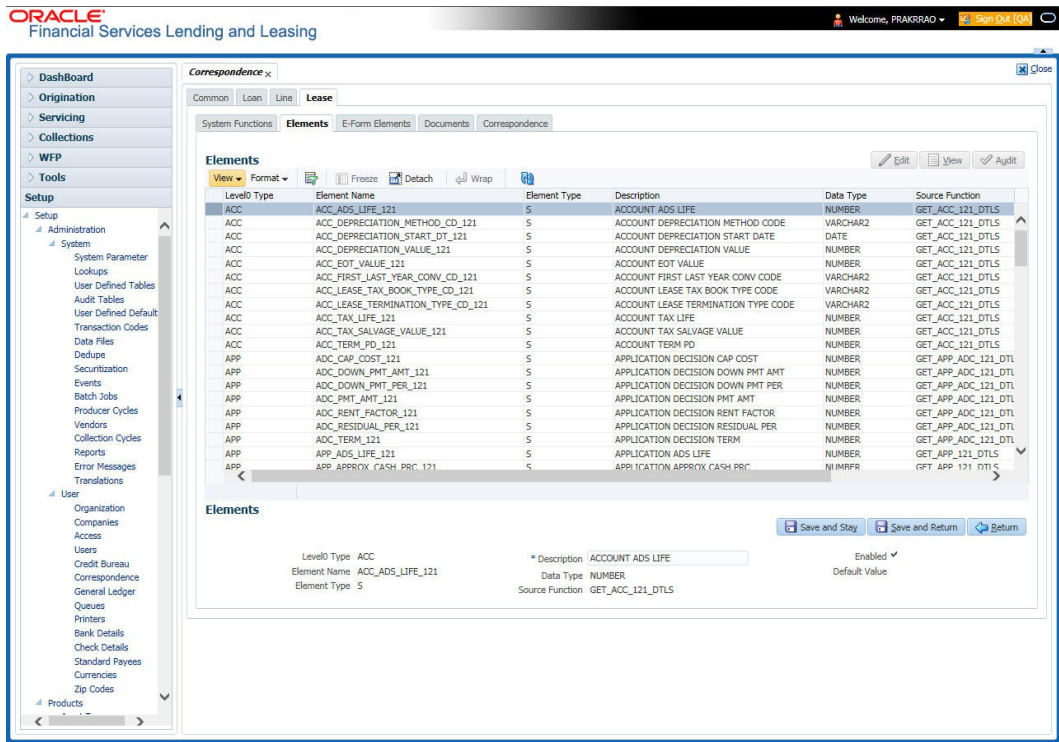 ORACLE
Financial Services Lending and Leasing
Welcome, PRAKRRAO
Sign Out [QA]
DashBoard
Origination
Servicing
Collections
WFP
Tools
Setup
Setup
Administration
System
System Parameter
Lookups
User Defined Tables
Audit Tables
User Defined Default
Transaction Codes
Data Files
Dedupe
Securitization
Events
Batch Jobs
Producer Cycles
Vendors
Collection Cycles
Reports
Error Messages
Translations
User
Organization
Companies
Access
Users
Credit Bureau
Correspondence
General Ledger
Queues
Printers
Bank Details
Check Details
Standard Payees
Currencies
Zip Codes
Products
Correspondence x
Close
Common Loan Line Lease
System Functions Elements E-Form Elements Documents Correspondence
Elements
Edit View Audit
View Format Freeze Detach Wrap
Level0 Type Element Name Element Type Description Data Type Source Function
ACC ACC_ADS_LIFE_121 S ACCOUNT ADS LIFE NUMBER GET_ACC_121_DTLS
ACC ACC_DEPRECIATION_METHOD_CD_121 S ACCOUNT DEPRECIATION METHOD CODE VARCHAR2 GET_ACC_121_DTLS
ACC ACC_DEPRECIATION_START_DT_121 S ACCOUNT DEPRECIATION START DATE DATE GET_ACC_121_DTLS
ACC ACC_DEPRECIATION_VALUE_121 S ACCOUNT DEPRECIATION VALUE NUMBER GET_ACC_121_DTLS
ACC ACC_EOT_VALUE_121 S ACCOUNT EOT VALUE NUMBER GET_ACC_121_DTLS
ACC ACC_FIRST_LAST_YEAR_CONV_CD_121 S ACCOUNT FIRST LAST YEAR CONV CODE VARCHAR2 GET_ACC_121_DTLS
ACC ACC_LEASE_TAX_BOOK_TYPE_CD_121 S ACCOUNT LEASE TAX BOOK TYPE CODE VARCHAR2 GET_ACC_121_DTLS
ACC ACC_LEASE_TERMINATION_TYPE_CD_121 S ACCOUNT LEASE TERMINATION TYPE CODE VARCHAR2 GET_ACC_121_DTLS
ACC ACC_TAX_LIFE_121 S ACCOUNT TAX LIFE NUMBER GET_ACC_121_DTLS
ACC ACC_TAX_SALVAGE_VALUE_121 S ACCOUNT TAX SALVAGE VALUE NUMBER GET_ACC_121_DTLS
ACC ACC_TERM_PD_121 S ACCOUNT TERM PD NUMBER GET_ACC_121_DTLS
APP ADC_CAP_COST_121 S APPLICATION DECISION CAP COST NUMBER GET_APP_ADC_121_DTL
APP ADC_DOWN_PMT_AMT_121 S APPLICATION DECISION DOWN PMT AMT NUMBER GET_APP_ADC_121_DTL
APP ADC_DOWN_PMT_PER_121 S APPLICATION DECISION DOWN PMT PER NUMBER GET_APP_ADC_121_DTL
APP ADC_PMT_AMT_121 S APPLICATION DECISION PMT AMT NUMBER GET_APP_ADC_121_DTL
APP ADC_RENT_FACTOR_121 S APPLICATION DECISION RENT FACTOR NUMBER GET_APP_ADC_121_DTL
APP ADC_RESIDUAL_PER_121 S APPLICATION DECISION RESIDUAL PER NUMBER GET_APP_ADC_121_DTL
APP ADC_TERM_121 S APPLICATION DECISION TERM NUMBER GET_APP_ADC_121_DTL
APP APP_ADS_LIFE_121 S APPLICATION ADS LIFE NUMBER GET_APP_121_DTLS
APP APP_APPROX_CASH_PRC_121 S APPLICATION APPROX CASH PRC NUMBER GET_APP_121_DTLS
Elements
Save and Stay Save and Return Return
Level0 Type ACC
Element Name ACC_ADS_LIFE_121
Element Type S
* Description ACCOUNT ADS LIFE
Data Type NUMBER
Source Function GET_ACC_121_DTLS
Enabled
Default Value